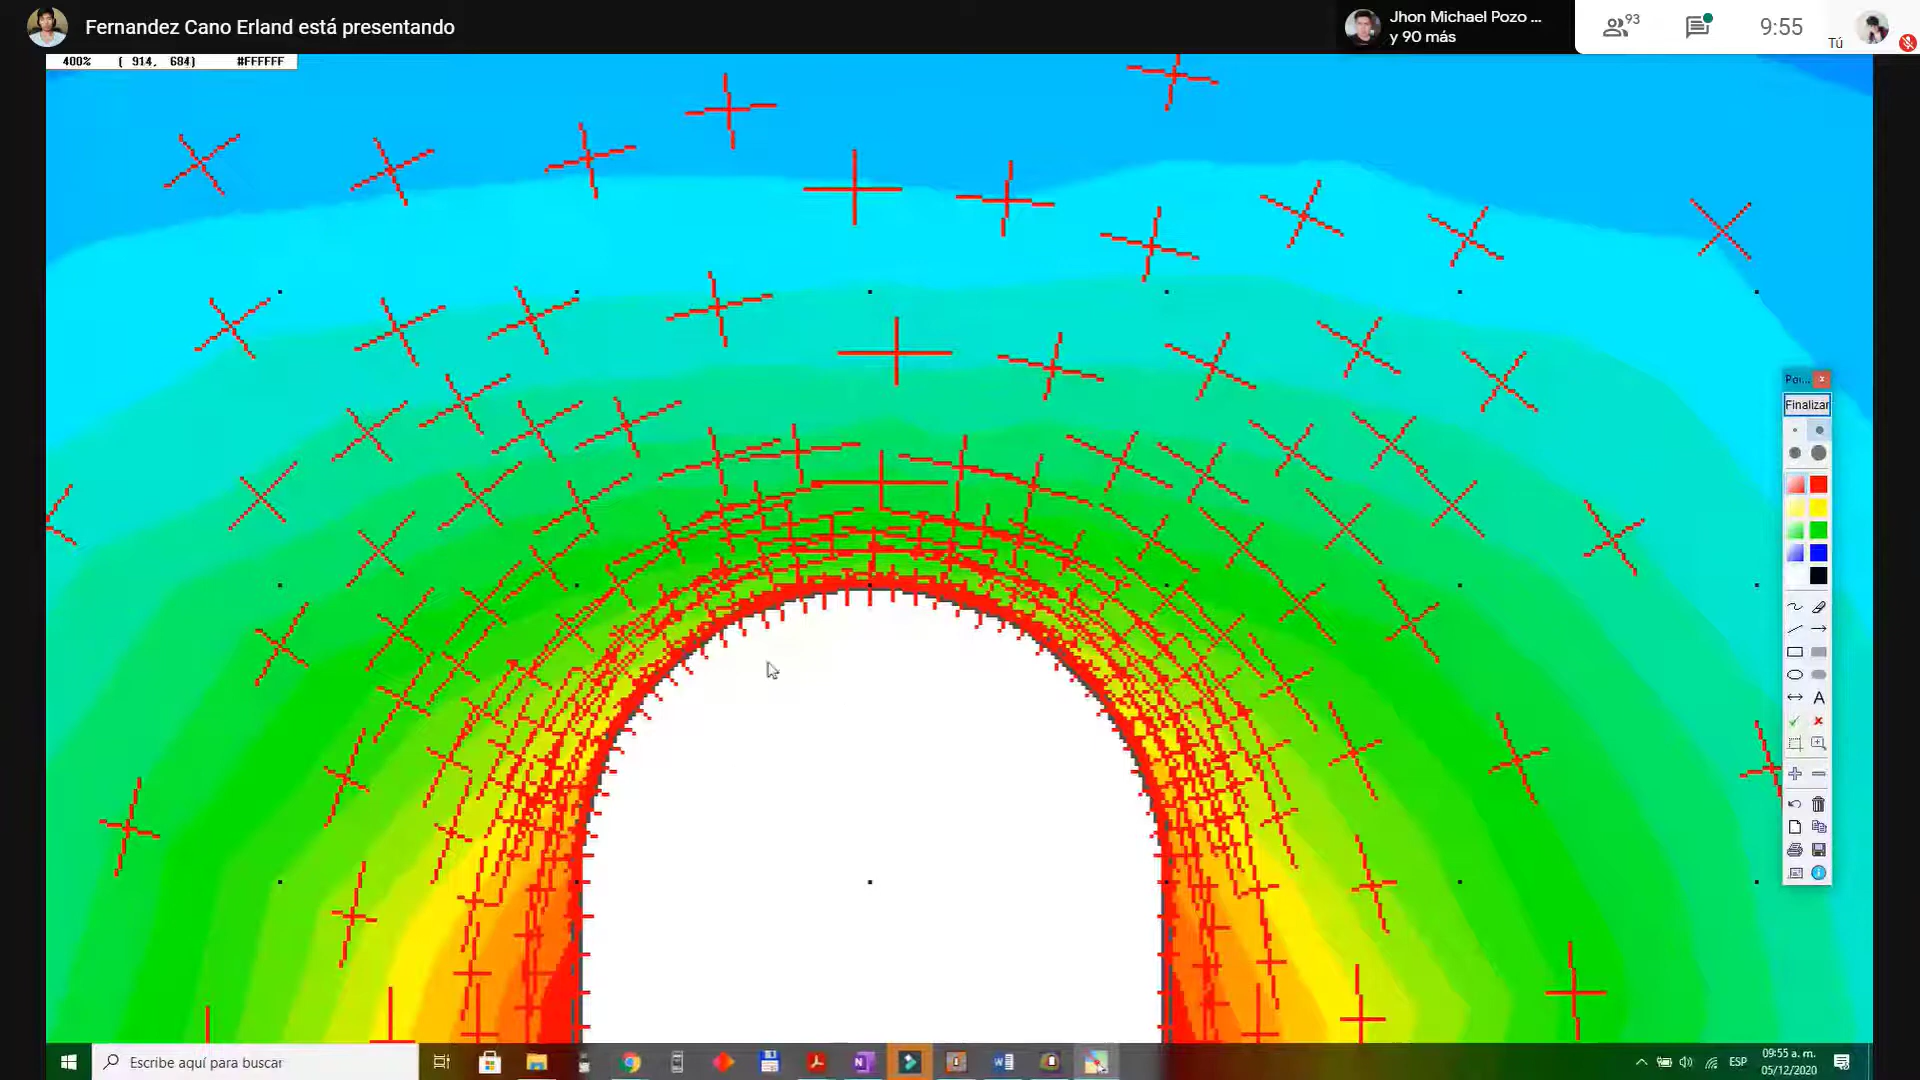 Fernandez Cano Erland está presentando
Jhon Michael Pozo ...
y 90 más
93
9:55
Tú
400% ( 914, 684) #FFFFFF
Poi...
Finalizar
A
Escribe aquí para buscar
ESP
09:55 a. m.
05/12/2020